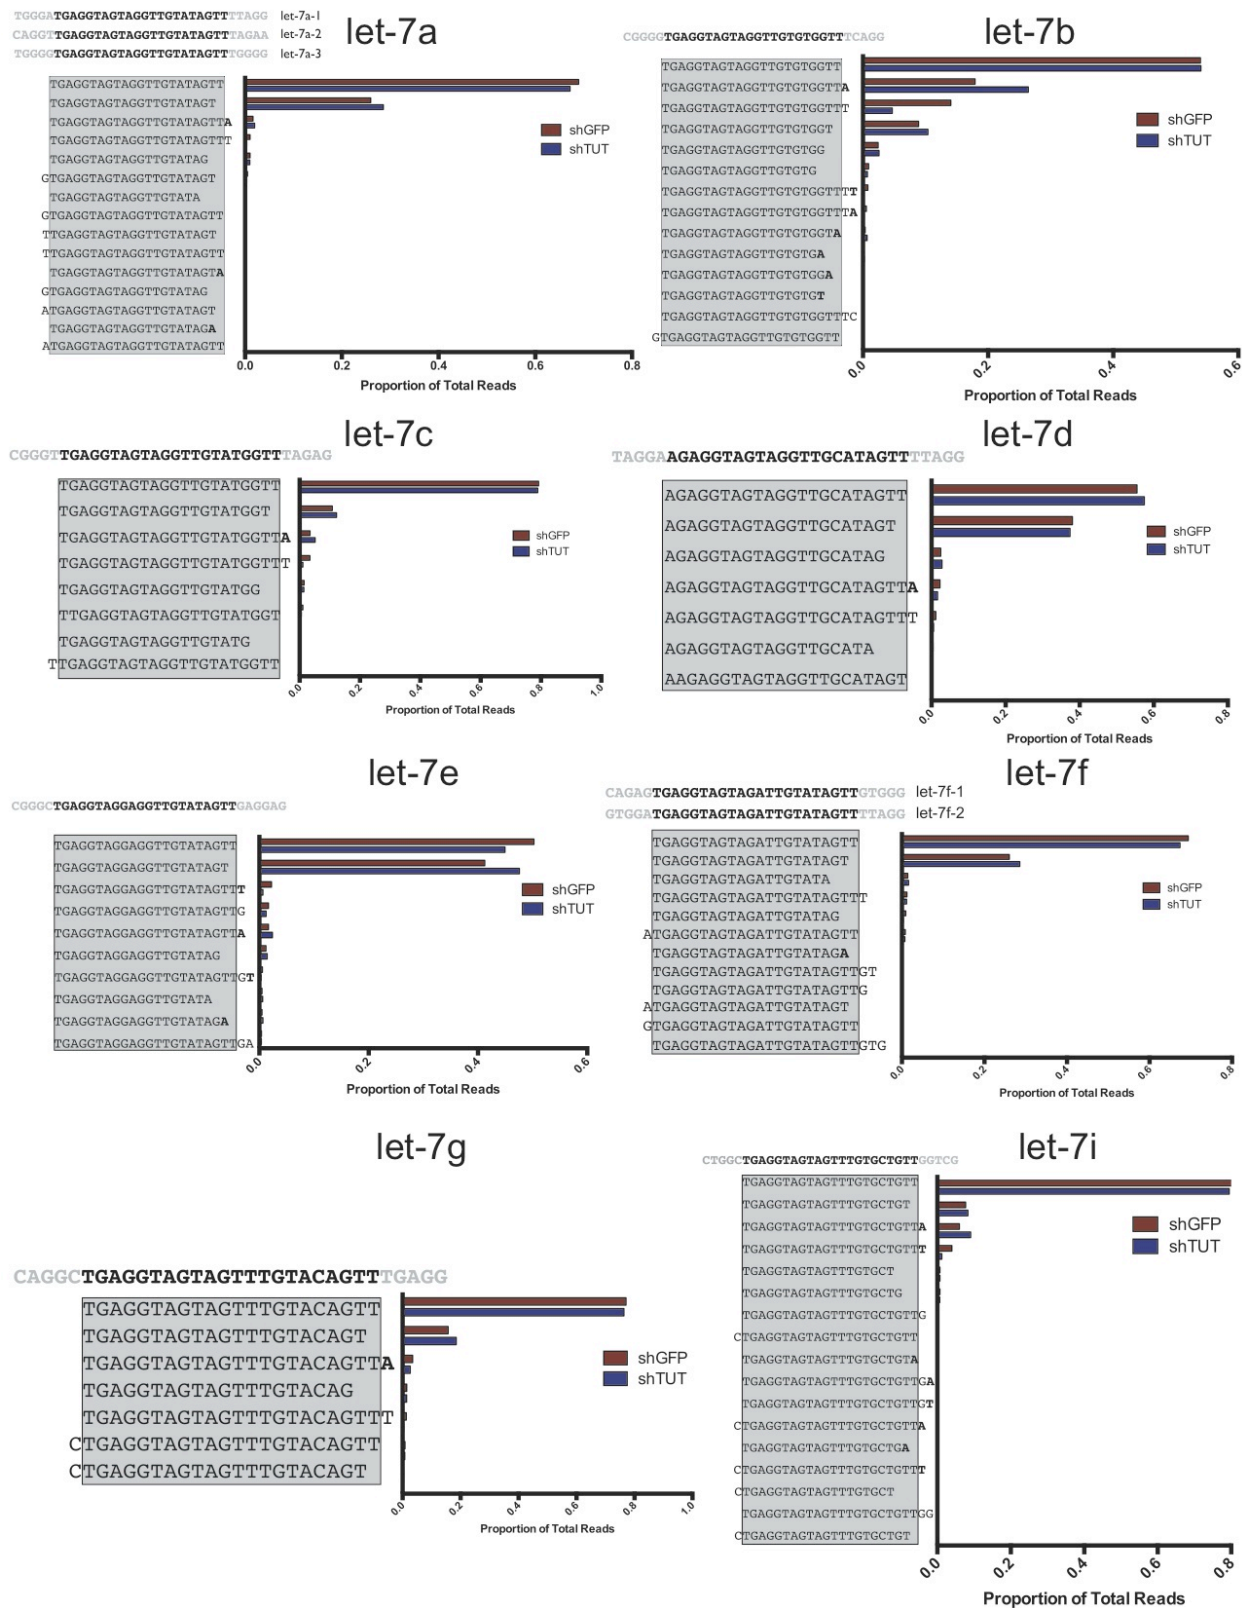 let-7a
TGGGATGAGGTAGTAGGTTGTATAGTTTTAGG let-7a-1
CAGGTTGAGGTAGTAGGTTGTATAGTTTAGAA let-7a-2
TGGGGTGAGGTAGTAGGTTGTATAGTTTGGGG let-7a-3
TGAGGTAGTAGGTTGTATAGTT
TGAGGTAGTAGGTTGTATAGT
TGAGGTAGTAGGTTGTATAGTTA
TGAGGTAGTAGGTTGTATAGTTT
TGAGGTAGTAGGTTGTATAG
GTGAGGTAGTAGGTTGTATAGT
TGAGGTAGTAGGTTGTATA
GTGAGGTAGTAGGTTGTATAGTT
TTGAGGTAGTAGGTTGTATAGT
TTGAGGTAGTAGGTTGTATAGTT
TGAGGTAGTAGGTTGTATAGTA
GTGAGGTAGTAGGTTGTATAG
ATGAGGTAGTAGGTTGTATAGT
TGAGGTAGTAGGTTGTATAGA
ATGAGGTAGTAGGTTGTATAGTT
shGFP
shTUT
0.0 0.2 0.4 0.6 0.8
Proportion of Total Reads
let-7b
CGGGGTGAGGTAGTAGGTTGTGTGGTTTCAGG
TGAGGTAGTAGGTTGTGTGGTT
TGAGGTAGTAGGTTGTGTGGTTA
TGAGGTAGTAGGTTGTGTGGTTT
TGAGGTAGTAGGTTGTGTGGT
TGAGGTAGTAGGTTGTGTGG
TGAGGTAGTAGGTTGTGTG
TGAGGTAGTAGGTTGTGTGGTTTT
TGAGGTAGTAGGTTGTGTGGTTTA
TGAGGTAGTAGGTTGTGTGGTA
TGAGGTAGTAGGTTGTGTGA
TGAGGTAGTAGGTTGTGTGGA
TGAGGTAGTAGGTTGTGTGT
TGAGGTAGTAGGTTGTGTGGTTTC
GTGAGGTAGTAGGTTGTGTGGTT
shGFP
shTUT
0.0 0.2 0.4 0.6
Proportion of Total Reads
let-7c
CGGGTTGAGGTAGTAGGTTGTATGGTTTAGAG
TGAGGTAGTAGGTTGTATGGTT
TGAGGTAGTAGGTTGTATGGT
TGAGGTAGTAGGTTGTATGGTTA
TGAGGTAGTAGGTTGTATGGTTT
TGAGGTAGTAGGTTGTATGG
TTGAGGTAGTAGGTTGTATGGT
TGAGGTAGTAGGTTGTATG
TTGAGGTAGTAGGTTGTATGGTT
shGFP
shTUT
0.0 0.2 0.4 0.6 0.8 1.0
Proportion of Total Reads
let-7d
TAGGAAGAGGTAGTAGGTTGCATAGTTTTAGG
AGAGGTAGTAGGTTGCATAGTT
AGAGGTAGTAGGTTGCATAGT
AGAGGTAGTAGGTTGCATAG
AGAGGTAGTAGGTTGCATAGTTA
AGAGGTAGTAGGTTGCATAGTTT
AGAGGTAGTAGGTTGCATA
AAGAGGTAGTAGGTTGCATAGT
shGFP
shTUT
0.0 0.2 0.4 0.6 0.8
Proportion of Total Reads
let-7e
CGGGCTGAGGTAGGAGGTTGTATAGTTGAGGAG
TGAGGTAGGAGGTTGTATAGTT
TGAGGTAGGAGGTTGTATAGT
TGAGGTAGGAGGTTGTATAGTTT
TGAGGTAGGAGGTTGTATAGTTG
TGAGGTAGGAGGTTGTATAGTTA
TGAGGTAGGAGGTTGTATAG
TGAGGTAGGAGGTTGTATAGTTGT
TGAGGTAGGAGGTTGTATA
TGAGGTAGGAGGTTGTATAGA
TGAGGTAGGAGGTTGTATAGTTGA
shGFP
shTUT
0.0 0.2 0.4 0.6
Proportion of Total Reads
let-7f
CAGAGTGAGGTAGTAGATTGTATAGTTGTGGG let-7f-1
GTGGATGAGGTAGTAGATTGTATAGTTTTAGG let-7f-2
TGAGGTAGTAGATTGTATAGTT
TGAGGTAGTAGATTGTATAGT
TGAGGTAGTAGATTGTATA
TGAGGTAGTAGATTGTATAGTTT
TGAGGTAGTAGATTGTATAG
ATGAGGTAGTAGATTGTATAGTT
TGAGGTAGTAGATTGTATAGA
TGAGGTAGTAGATTGTATAGTTGT
TGAGGTAGTAGATTGTATAGTTG
ATGAGGTAGTAGATTGTATAGT
GTGAGGTAGTAGATTGTATAGTT
TGAGGTAGTAGATTGTATAGTTGTG
shGFP
shTUT
0.0 0.2 0.4 0.6 0.8
Proportion of Total Reads
let-7g
CAGGCTGAGGTAGTAGTTTGTACAGTTTGAGG
TGAGGTAGTAGTTTGTACAGTT
TGAGGTAGTAGTTTGTACAGT
TGAGGTAGTAGTTTGTACAGTTA
TGAGGTAGTAGTTTGTACAG
TGAGGTAGTAGTTTGTACAGTTT
CTGAGGTAGTAGTTTGTACAGTT
CTGAGGTAGTAGTTTGTACAGT
shGFP
shTUT
0.0 0.2 0.4 0.6 0.8 1.0
Proportion of Total Reads
let-7i
CTGGCTGAGGTAGTAGTTTGTGCTGTTGGTCG
TGAGGTAGTAGTTTGTGCTGTT
TGAGGTAGTAGTTTGTGCTGT
TGAGGTAGTAGTTTGTGCTGTTA
TGAGGTAGTAGTTTGTGCTGTTT
TGAGGTAGTAGTTTGTGCT
TGAGGTAGTAGTTTGTGCTG
TGAGGTAGTAGTTTGTGCTGTTG
CTGAGGTAGTAGTTTGTGCTGTT
TGAGGTAGTAGTTTGTGCTGTA
TGAGGTAGTAGTTTGTGCTGTTGA
TGAGGTAGTAGTTTGTGCTGTTGT
CTGAGGTAGTAGTTTGTGCTGTTA
TGAGGTAGTAGTTTGTGCTGA
CTGAGGTAGTAGTTTGTGCTGTTT
CTGAGGTAGTAGTTTGTGCT
TGAGGTAGTAGTTTGTGCTGTTGG
CTGAGGTAGTAGTTTGTGCTGT
shGFP
shTUT
0.0 0.2 0.4 0.6 0.8
Proportion of Total Reads